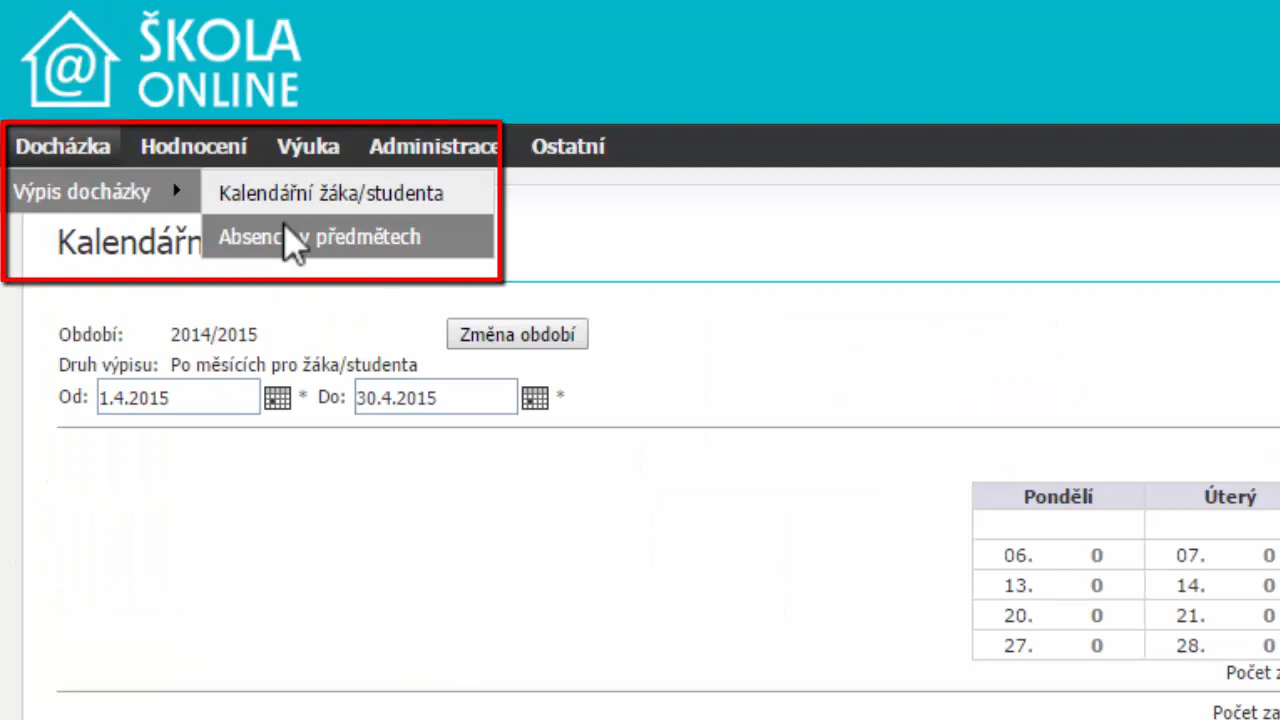 ŠKOLA
ONLINE
Docházka Hodnocení Výuka Administrace Ostatní
Výpis docházky Kalendářní žáka/studenta
předmětech
Období: 2014/2015 Změna období
Druh výpisu: Po měsících pro žáka/studenta
Od: 1.4.2015 * Do: 30.4.2015 *
Pondělí Úterý
06. 0 07. 0
13. 0 14. 0
20. 0 21. 0
27. 0 28. 0
Počet
Počet